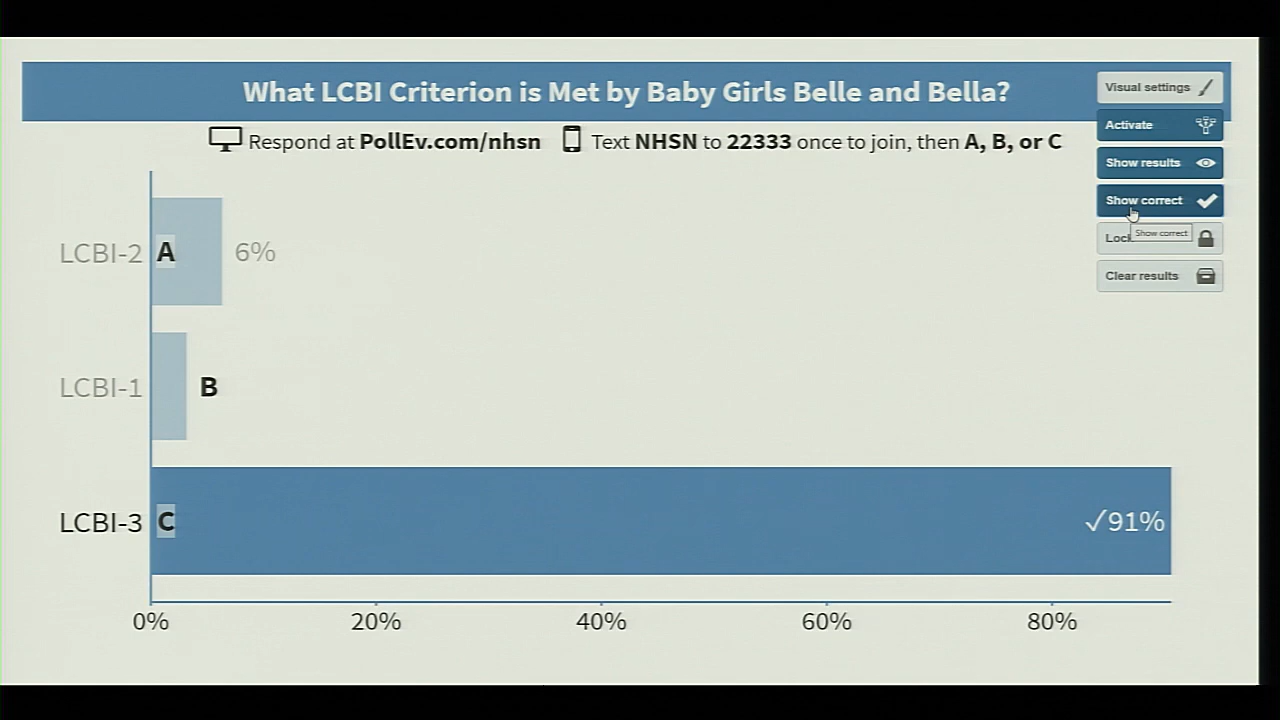 What LCBI Criterion is Met by Baby Girls Belle and Bella?
Visual settings
Respond at PollEv.com/nhsn Text NHSN to 22333 once to join, then A, B, or C
Activate
Show results
Show correct
Show correct
Lock
Clear results
LCBI-2 A 6%
LCBI-1 B
LCBI-3 C ✓91%
0% 20% 40% 60% 80%